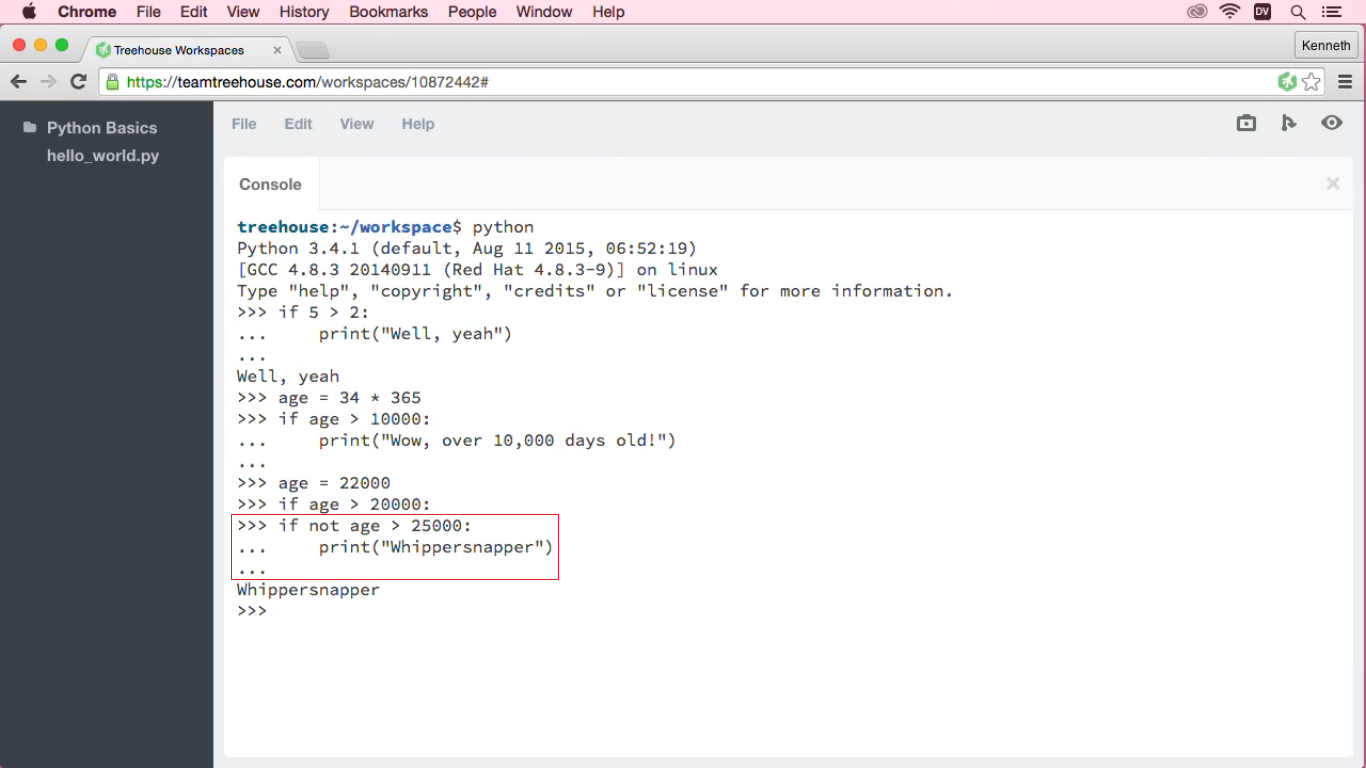 Chrome File Edit View History Bookmarks People Window Help DV
Treehouse Workspaces Kenneth
https://teamtreehouse.com/workspaces/10872442#
Python Basics
hello_world.py
File Edit View Help
Console
treehouse:~/workspace$ python
Python 3.4.1 (default, Aug 11 2015, 06:52:19)
[GCC 4.8.3 20140911 (Red Hat 4.8.3-9)] on linux
Type "help", "copyright", "credits" or "license" for more information.
>>> if 5 > 2:
...     print("Well, yeah")
...
Well, yeah
>>> age = 34 * 365
>>> if age > 10000:
...     print("Wow, over 10,000 days old!")
...
>>> age = 22000
>>> if age > 20000:
>>> if not age > 25000:
...     print("Whippersnapper")
...
Whippersnapper
>>>